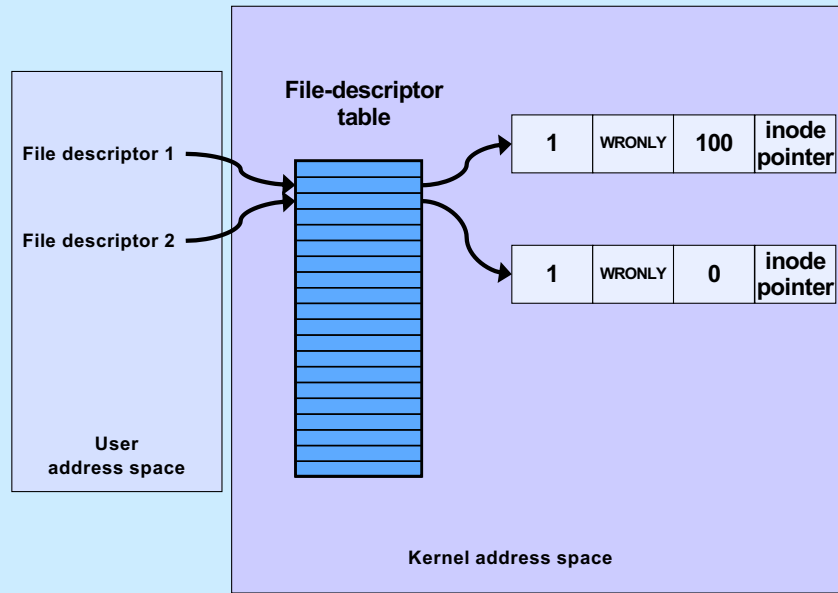 File-descriptor
table
File descriptor 1
File descriptor 2
1 WRONLY 100 inode
pointer
1 WRONLY 0 inode
pointer
User
address space
Kernel address space